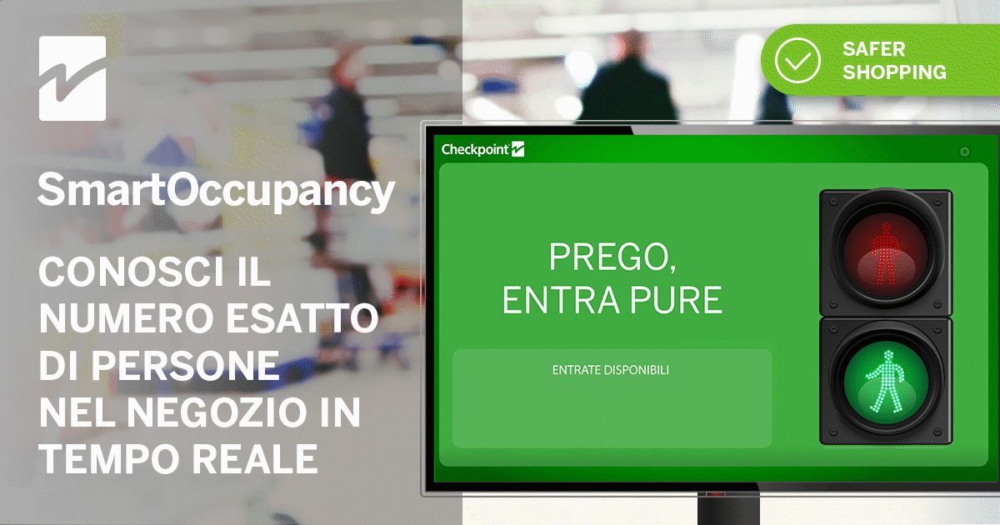 SmartOccupancy
CONOSCI IL
NUMERO ESATTO
DI PERSONE
NEL NEGOZIO IN
TEMPO REALE
SAFER
SHOPPING
Checkpoint
PREGO,
ENTRA PURE
ENTRATE DISPONIBILI